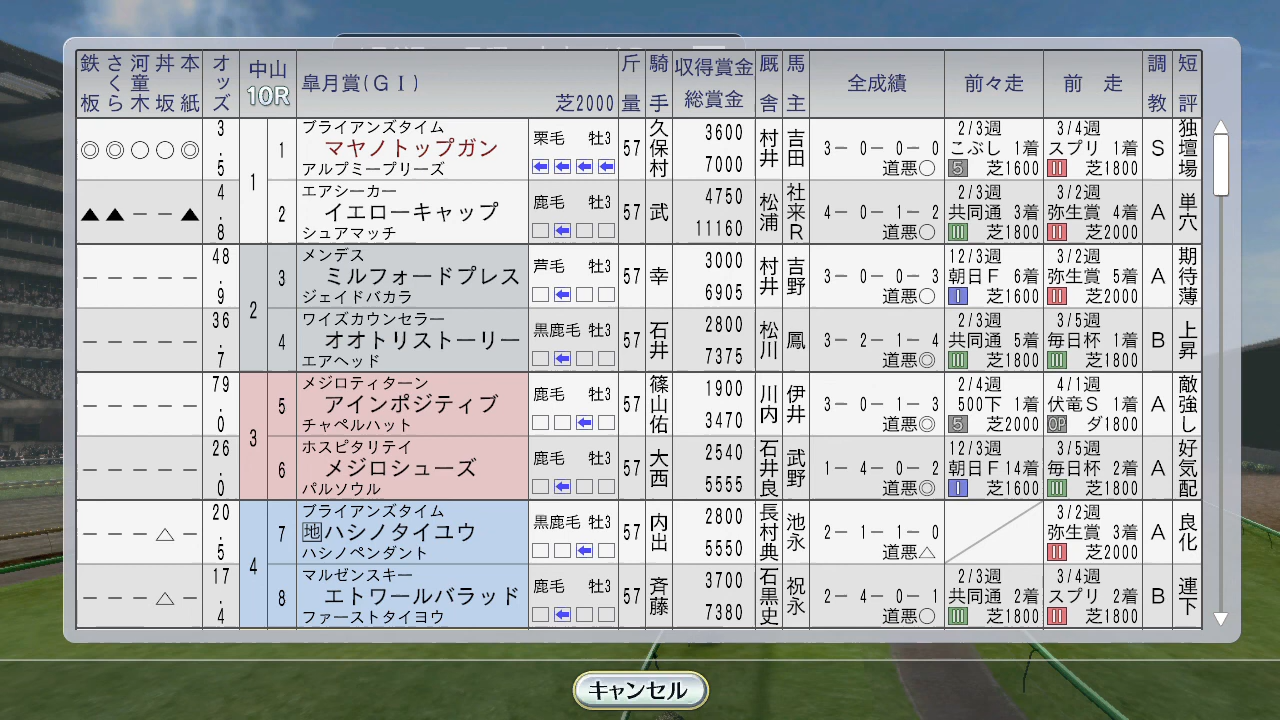 鉄板 さくら 河童木 丼坂 本紙 オッズ 中山 10R 皐月賞(GI) 芝2000 斤量 騎手 収得賞金 総賞金 厩舎 馬主 全成績 前々走 前 走 調教 短評
◎ ◎ ○ ○ ◎ 3.5 1 1 ブライアンズタイム 栗毛 牡3 57 久保村 3600 村井 吉田 3- 0- 0- 0 2/3週 3/4週 S 独壇場
マヤノトップガン こぶし 1着 スプリ 1着
アルプミープリーズ 7000 道悪○ 5 芝1600 II 芝1800
▲ ▲ - - ▲ 4.8 2 エアシーカー 鹿毛 牡3 57 武 4750 松浦 社来R 4- 0- 1- 2 2/3週 3/2週 A 単穴
イエローキャップ 共同通 3着 弥生賞 4着
シュアマッチ 11160 道悪○ III 芝1800 II 芝2000
- - - - - 48.9 2 3 メンデス 芦毛 牡3 57 幸 3000 村井 吉野 3- 0- 0- 3 12/3週 3/2週 A 期待薄
ミルフォードプレス 朝日F 6着 弥生賞 5着
ジェイドバカラ 6905 道悪○ I 芝1600 II 芝2000
- - - - - 36.7 4 ワイズカウンセラー 黒鹿毛 牡3 57 石井 2800 松川 鳳 3- 2- 1- 4 2/3週 3/5週 B 上昇
オオトリストーリー 共同通 5着 毎日杯 1着
エアヘッド 7375 道悪◎ III 芝1800 III 芝1800
- - - - - 79.0 3 5 メジロティターン 鹿毛 牡3 57 篠山佑 1900 川内 伊井 3- 0- 1- 3 2/4週 4/1週 A 敵強し
アインポジティブ 500下 1着 伏竜S 1着
チャペルハット 3470 道悪◎ 5 芝2000 OP ダ1800
- - - - - 26.0 6 ホスピタリテイ 鹿毛 牡3 57 大西 2540 石井良 武野 1- 4- 0- 2 12/3週 3/5週 A 好気配
メジロシューズ 朝日F 14着 毎日杯 2着
パルソウル 5555 道悪◎ I 芝1600 III 芝1800
- - - △ - 20.5 4 7 ブライアンズタイム 黒鹿毛 牡3 57 内出 2800 長村典 池永 2- 1- 1- 0 3/2週 A 良化
地 ハシノタイユウ 弥生賞 3着
ハシノペンダント 5550 道悪△ II 芝2000
- - - △ - 17.4 8 マルゼンスキー 鹿毛 牡3 57 斉藤 3700 石黒史 祝永 2- 4- 0- 1 2/3週 3/4週 B 連下
エトワールバラッド 共同通 2着 スプリ 2着
ファーストタイヨウ 7380 道悪○ III 芝1800 II 芝1800
キャンセル